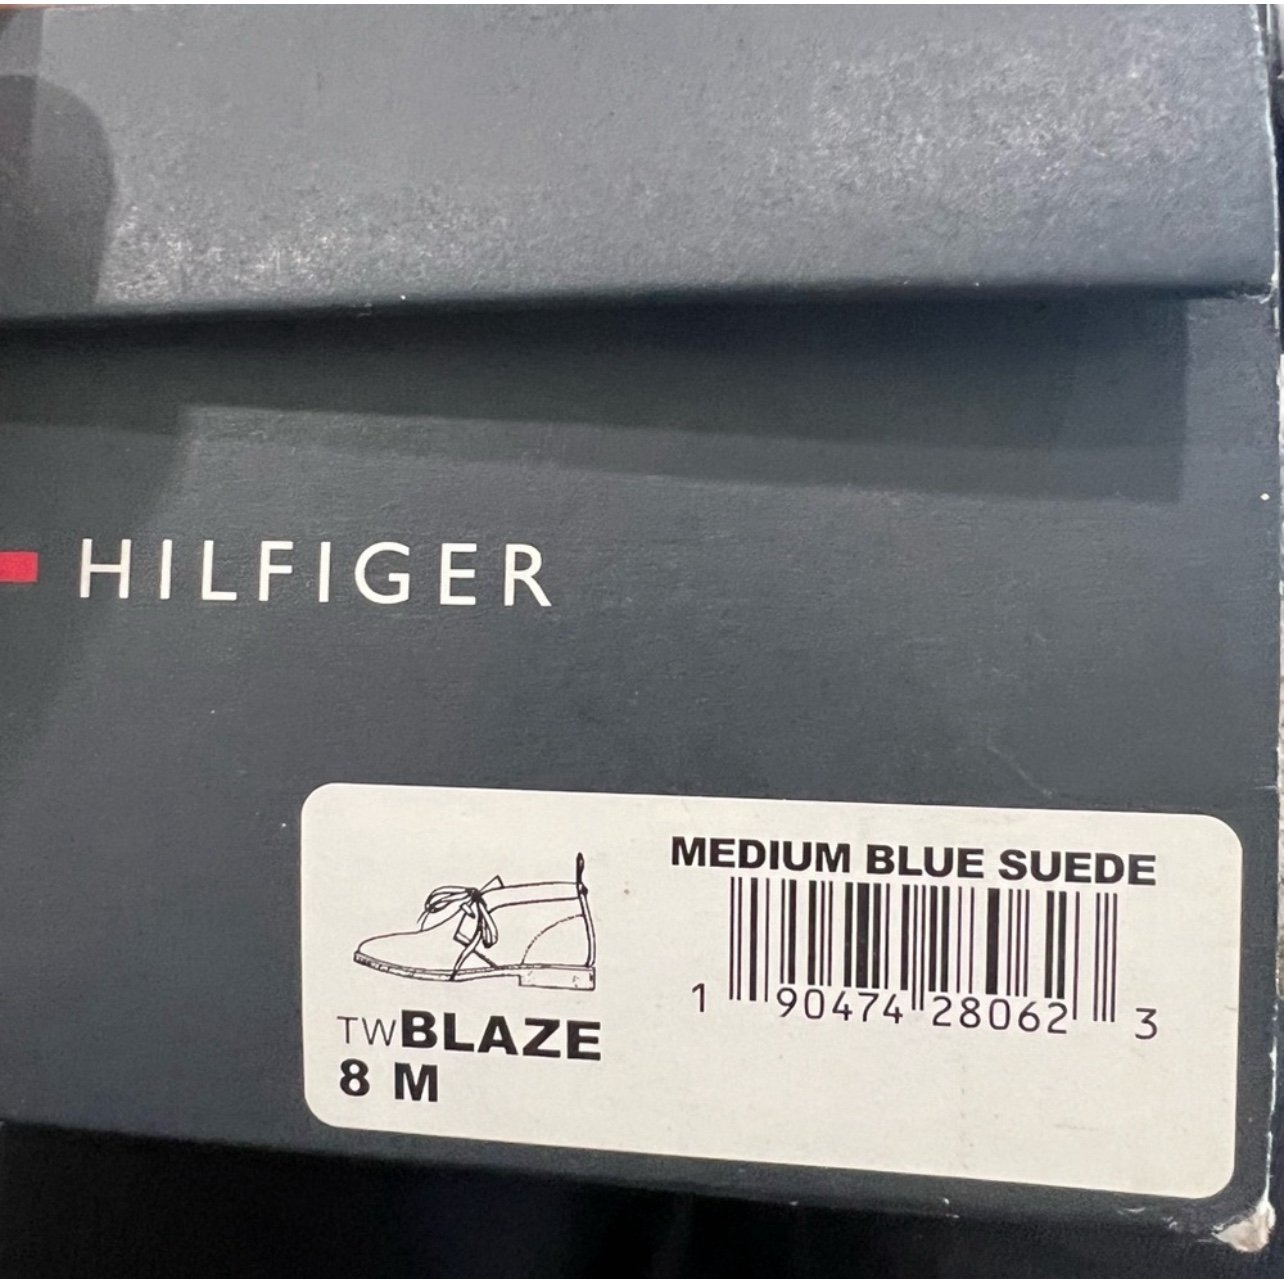 HILFIGER
MEDIUM BLUE SUEDE
1 90474 28062 3
TWBLAZE
8 M